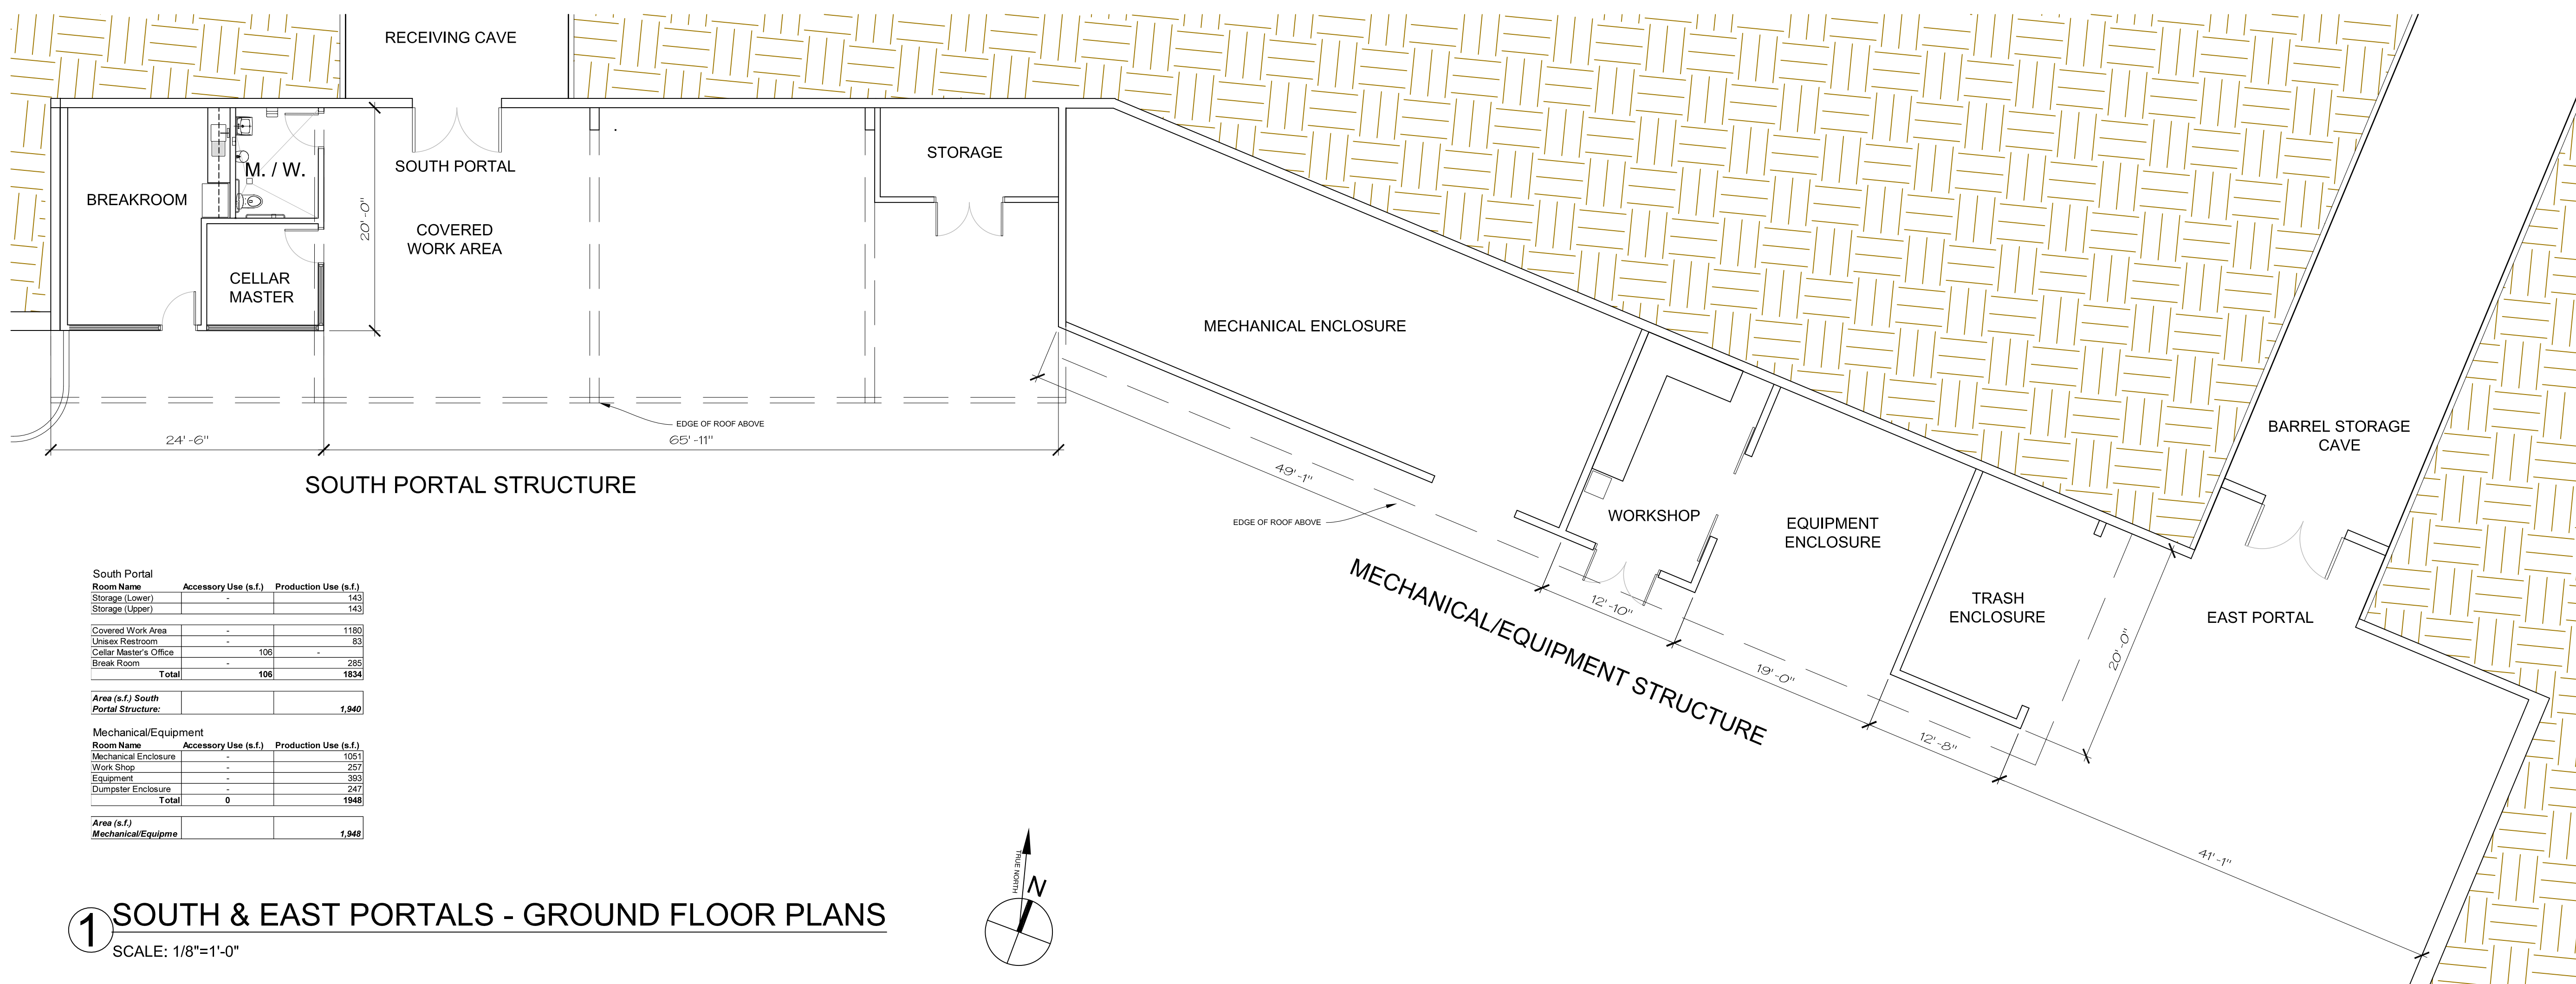 RECEIVING CAVE
SOUTH PORTAL
M. / W.
BREAKROOM
STORAGE
20'-0"
COVERED
WORK AREA
CELLAR
MASTER
MECHANICAL ENCLOSURE
EDGE OF ROOF ABOVE
24'-6"
65'-11"
SOUTH PORTAL STRUCTURE
BARREL STORAGE
CAVE
49'-1"
EDGE OF ROOF ABOVE
WORKSHOP
EQUIPMENT
ENCLOSURE
TRASH
ENCLOSURE
EAST PORTAL
12'-10"
MECHANICAL/EQUIPMENT STRUCTURE
20'-0"
19'-0"
12'-8"
41'-1"
South Portal
Room Name Accessory Use (s.f.) Production Use (s.f.)
Storage (Lower) - 143
Storage (Upper) 143
Covered Work Area - 1180
Unisex Restroom - 83
Cellar Master's Office 106 -
Break Room - 285
Total 106 1834
Area (s.f.) South
Portal Structure: 1,940
Mechanical/Equipment
Room Name Accessory Use (s.f.) Production Use (s.f.)
Mechanical Enclosure - 1051
Work Shop - 257
Equipment - 393
Dumpster Enclosure - 247
Total 0 1948
Area (s.f.)
Mechanical/Equipme 1,948
TRUE NORTH
N
1 SOUTH & EAST PORTALS - GROUND FLOOR PLANS
SCALE: 1/8"=1'-0"